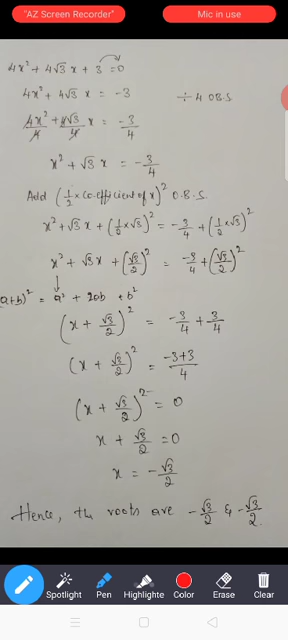 "AZ Screen Recorder"
Mic in use
4x² + 4√3 x + 3 = 0
4x² + 4√3 x = -3 ÷ 4 O.B.S
4x²/4 + 4√3/4 x = -3/4
x² + √3 x = -3/4
Add (1/2 × co-efficient of x)² O.B.S.
x² + √3 x + (1/2 × √3)² = -3/4 + (1/2 × √3)²
x² + √3 x + (√3/2)² = -3/4 + (√3/2)²
(a+b)² = a² + 2ab + b²
(x + √3/2)² = -3/4 + 3/4
(x + √3/2)² = -3+3/4
(x + √3/2)² = 0
x + √3/2 = 0
x = -√3/2
Hence, the roots are -√3/2 & -√3/2
Spotlight Pen Highlighte Color Erase Clear